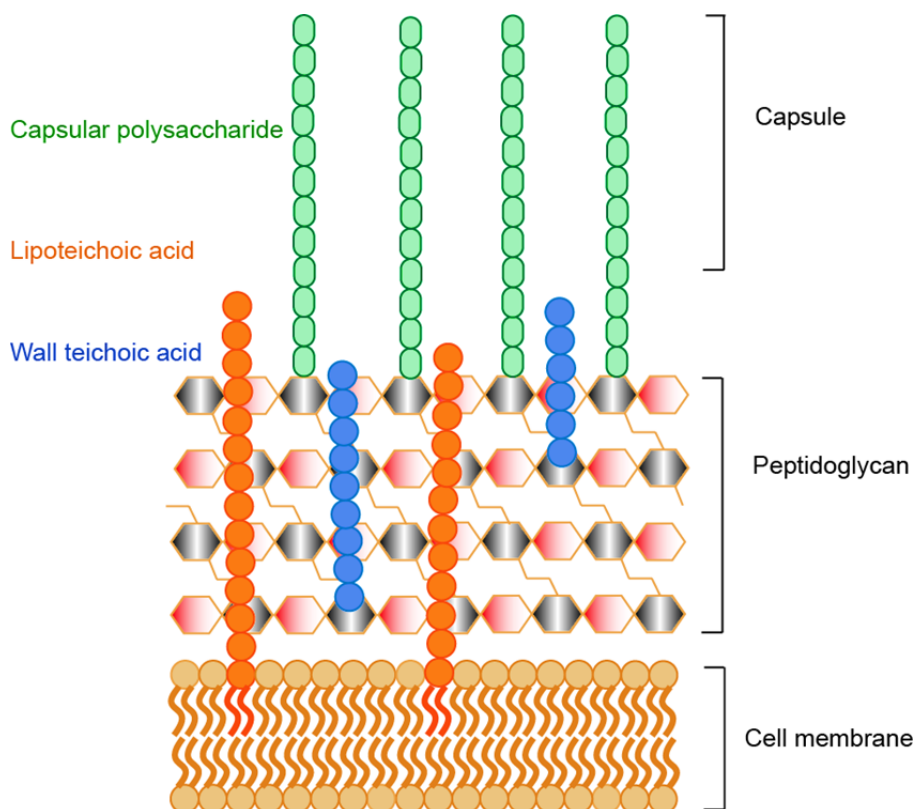 Capsular polysaccharide
Capsule
Lipoteichoic acid
Wall teichoic acid
Peptidoglycan
Cell membrane